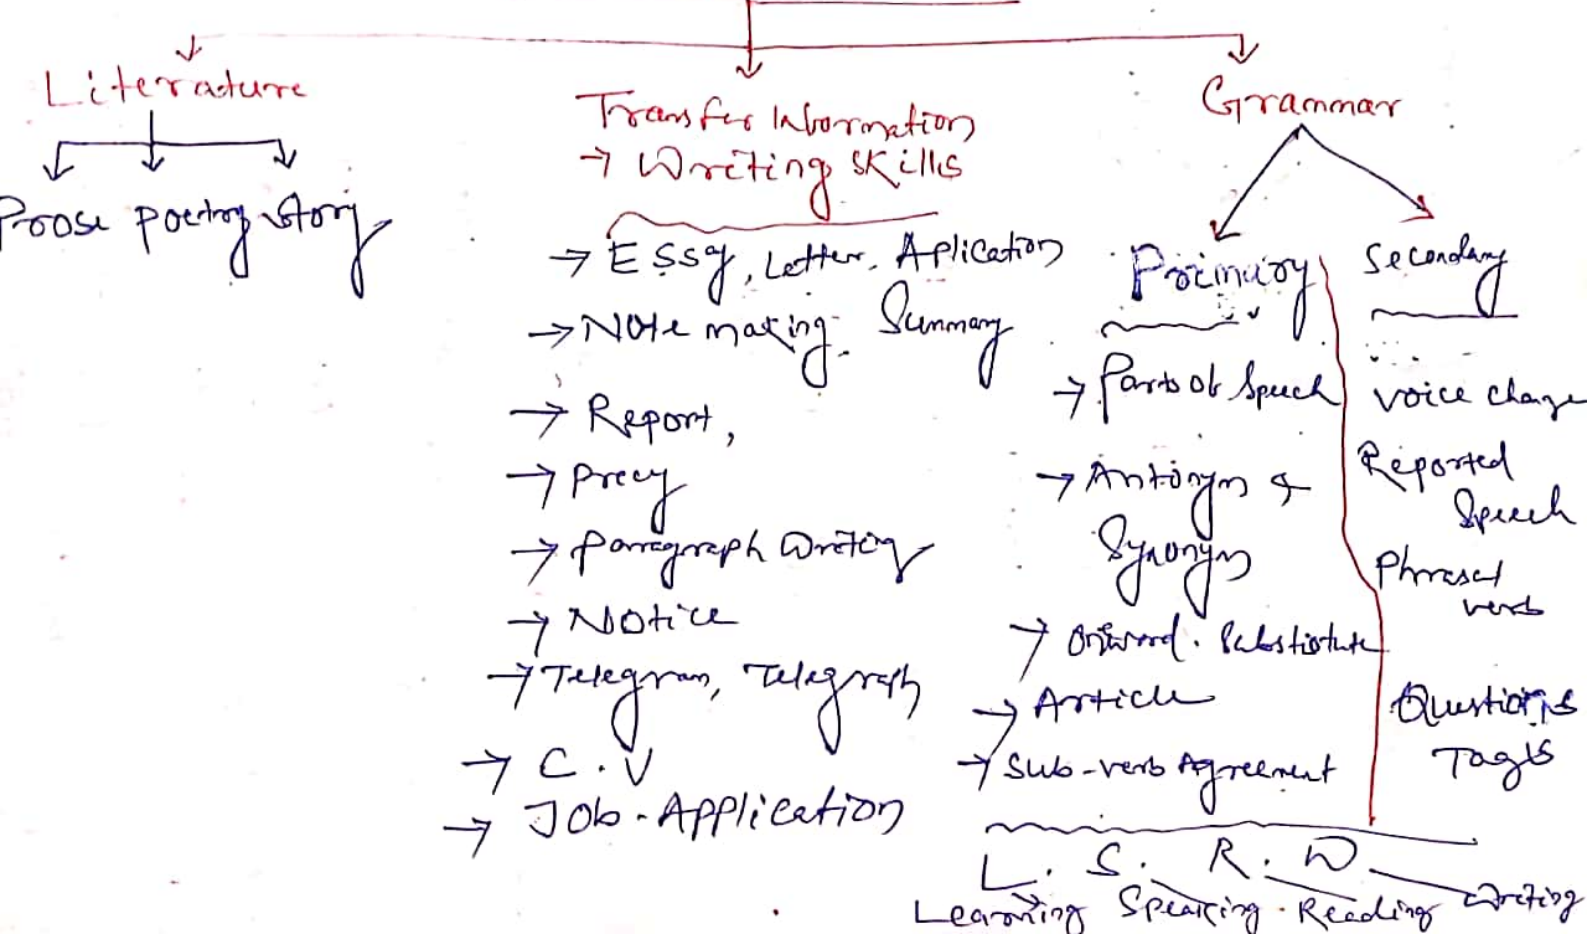 Literature
Prose Poetry Story
Transfer Information
→ Writing Skills
→ Essay, Letter, Aplication
→ Note making. Summary
→ Report,
→ Precy
→ Paragraph Writing
→ Notice
→ Telegram, Telegraph
→ C.V
→ Job-Application
Grammar
Primary
→ Parts of Speech
→ Antonym &
Synonym
→ Substitute
→ Article
→ Sub-verb Agreement
Secondary
Voice change
Reported
Speech
Phrasal
verb
Questions
Tags
L. S. R. W
Learning Speaking. Reading Writing